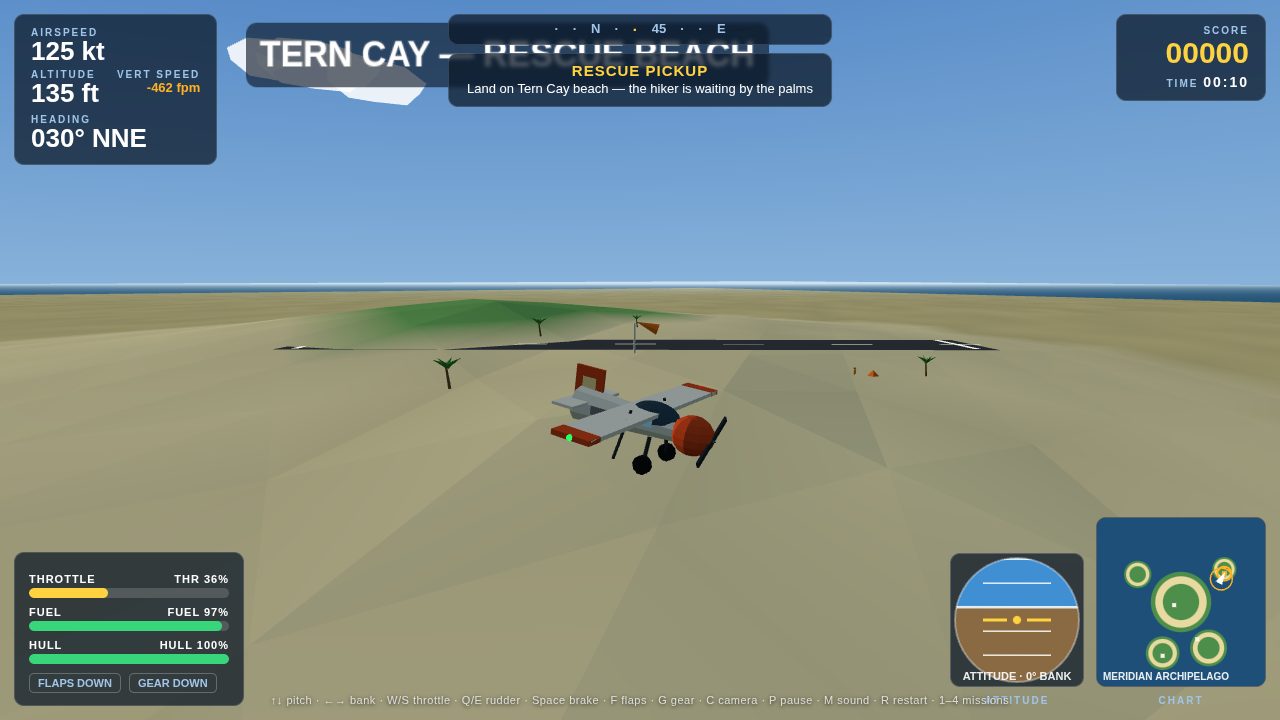 AIRSPEED
125 kt
ALTITUDE VERT SPEED
135 ft -462 fpm
HEADING
030° NNE
TERN CAY — RESCUE BEACH
· · N · · 45 · · E
RESCUE PICKUP
Land on Tern Cay beach — the hiker is waiting by the palms
SCORE
00000
TIME 00:10
THROTTLE THR 36%
FUEL FUEL 97%
HULL HULL 100%
FLAPS DOWN GEAR DOWN
ATTITUDE · 0° BANK
MERIDIAN ARCHIPELAGO
↑↓ pitch · ←→ bank · W/S throttle · Q/E rudder · Space brake · F flaps · G gear · C camera · P pause · M sound · R restart · 1–4 missions
ATTITUDE
CHART